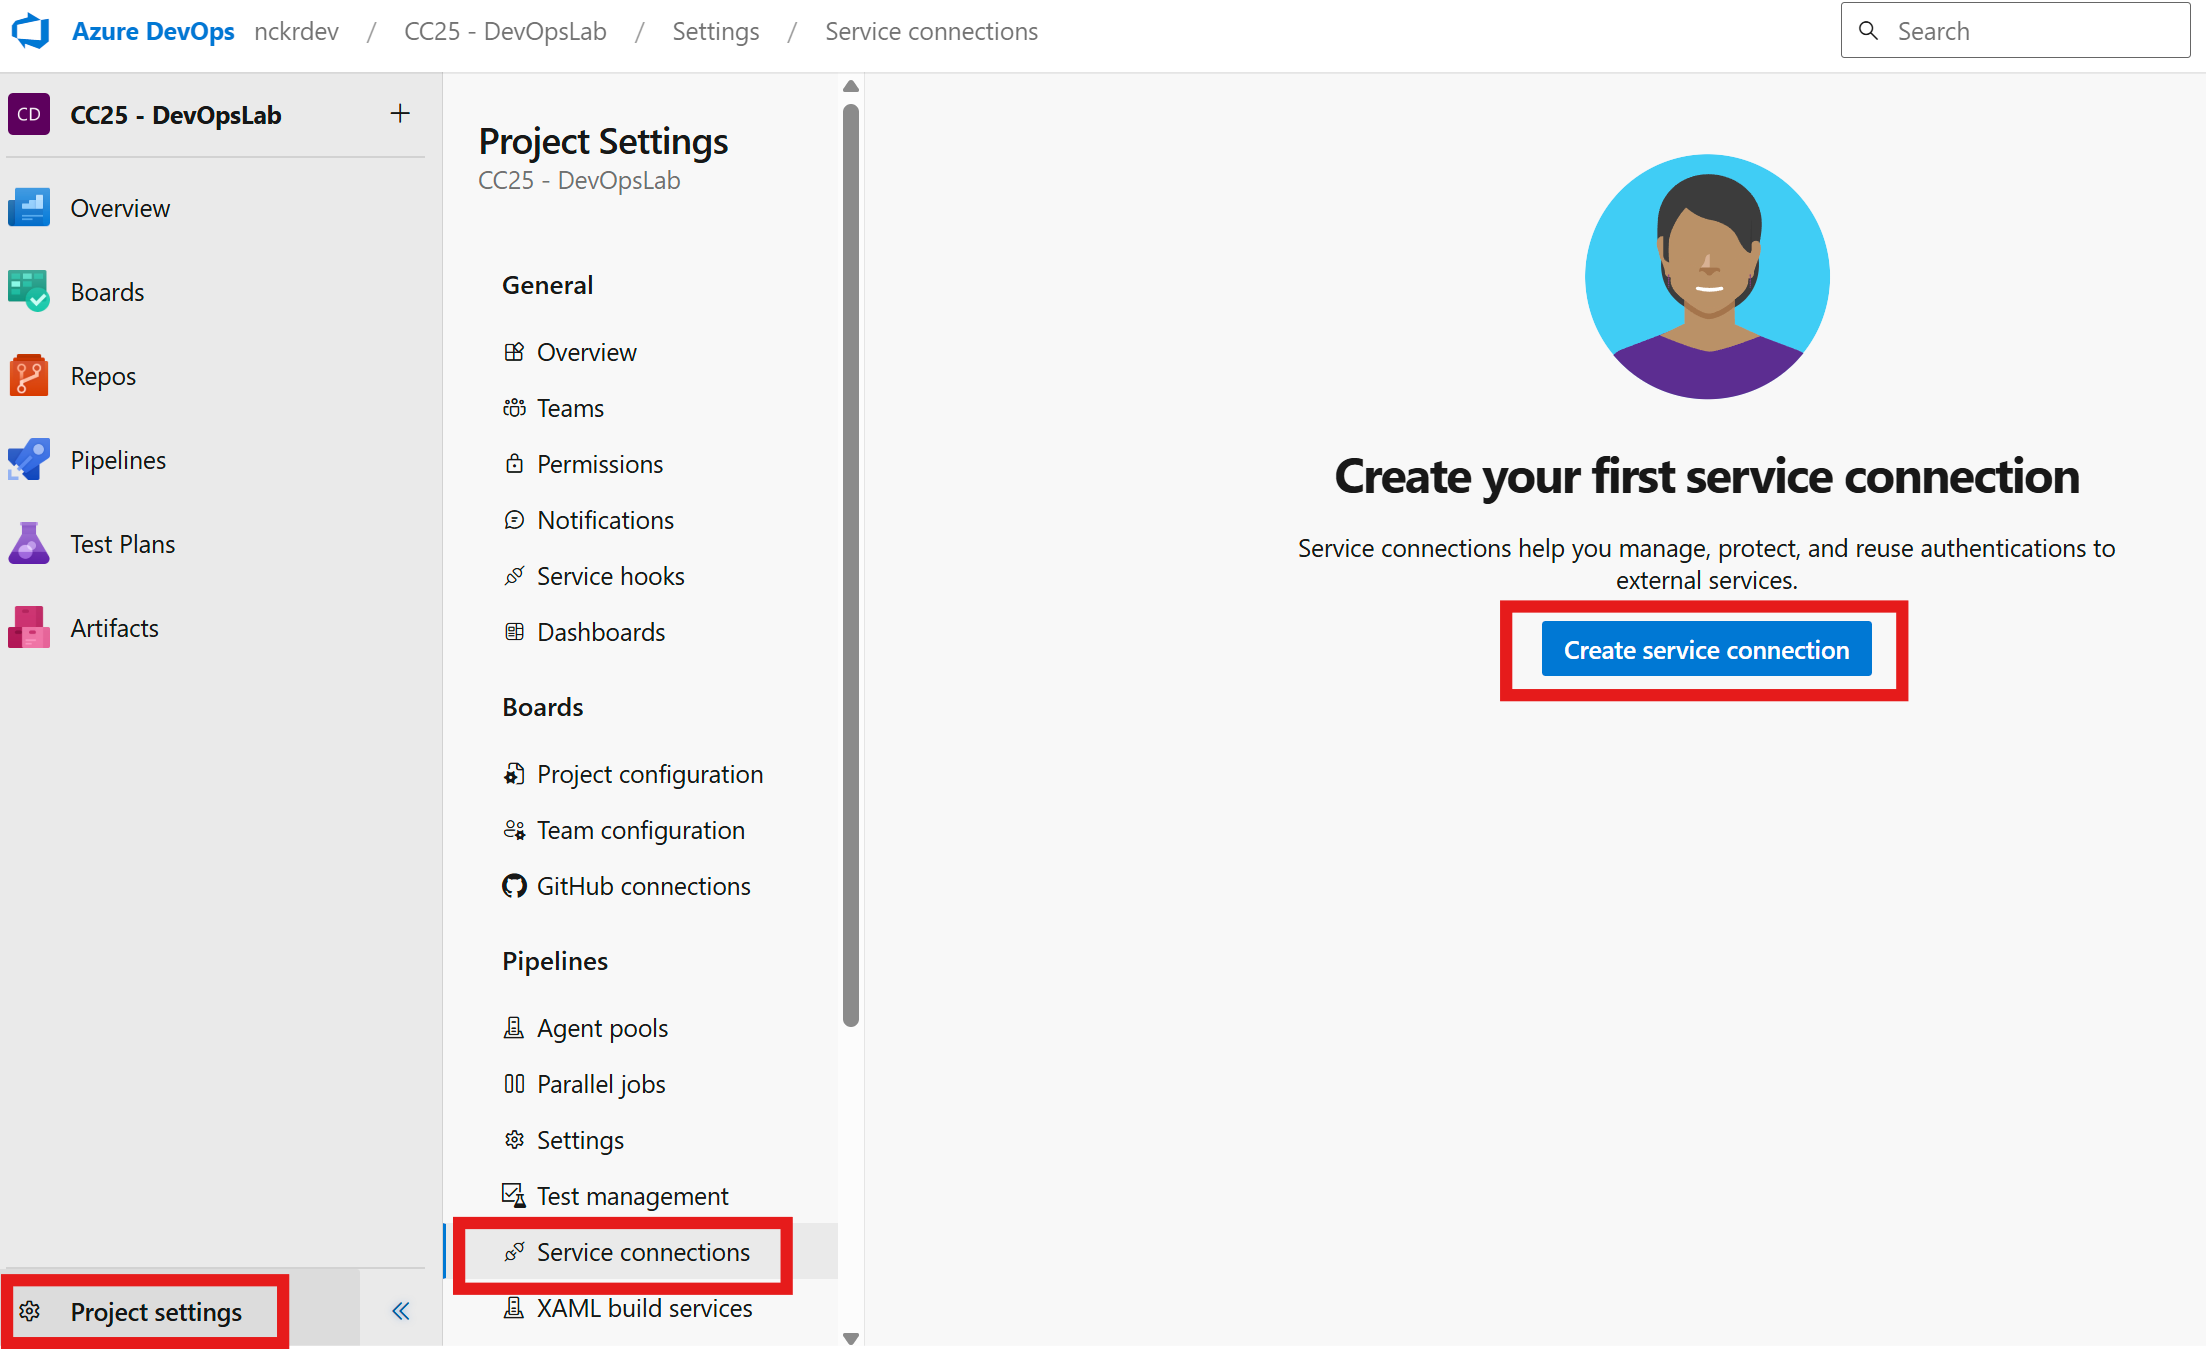 Azure DevOps nckrdev / CC25 - DevOpsLab / Settings / Service connections
Search
CD CC25 - DevOpsLab +
Overview
Boards
Repos
Pipelines
Test Plans
Artifacts
Project settings
Project Settings
CC25 - DevOpsLab
General
Overview
Teams
Permissions
Notifications
Service hooks
Dashboards
Boards
Project configuration
Team configuration
GitHub connections
Pipelines
Agent pools
Parallel jobs
Settings
Test management
Service connections
XAML build services
Create your first service connection
Service connections help you manage, protect, and reuse authentications to
external services.
Create service connection